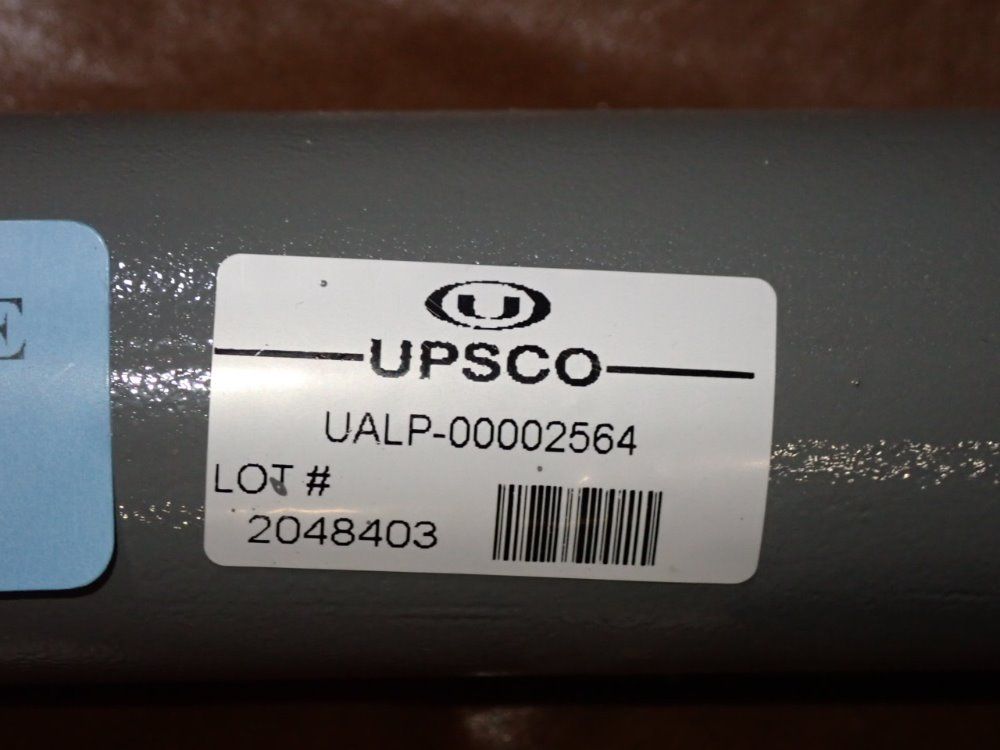 E
U
UPSCO
UALP-00002564
LOT #
2048403